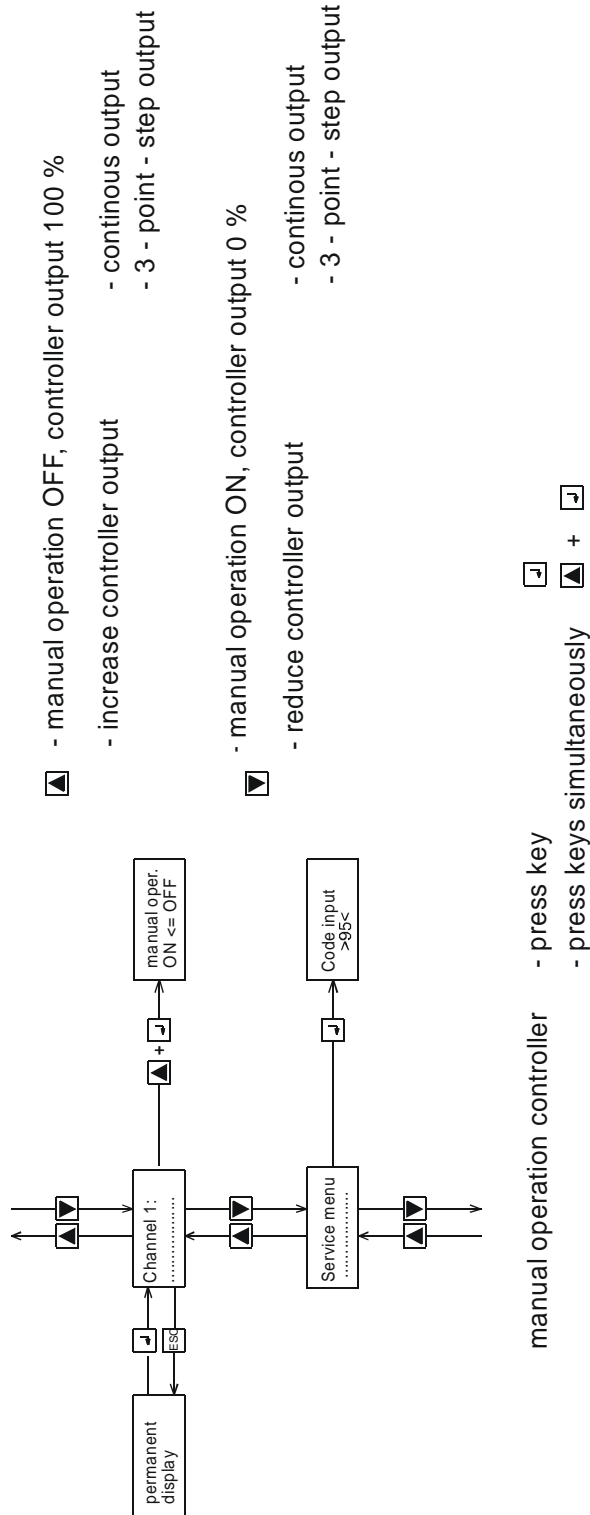 permanent
display
ESC
Channel 1:
..................
+
manual oper.
ON <= OFF
Service menu
..................
Code input
>95<
- manual operation OFF, controller output 100 %
- increase controller output - continous output
- 3 - point - step output
- manual operation ON, controller output 0 %
- reduce controller output - continous output
- 3 - point - step output
manual operation controller - press key
- press keys simultaneously +